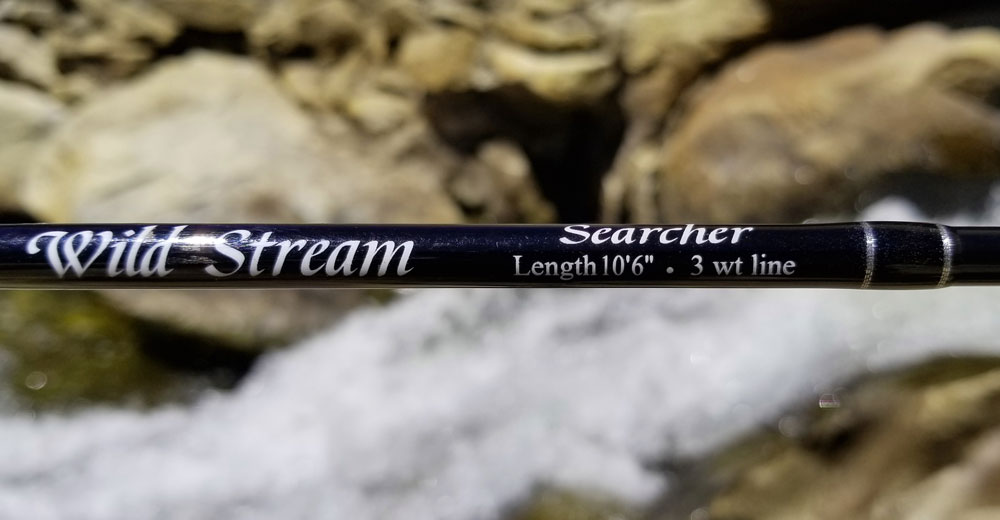 Wild Stream
Searcher
Length 10'6" • 3 wt line